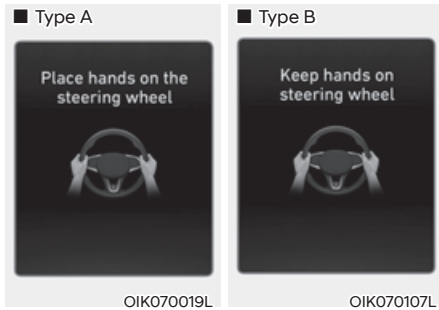 ■ Type A
Place hands on the
steering wheel
OIK070019L
■ Type B
Keep hands on
steering wheel
OIK070107L